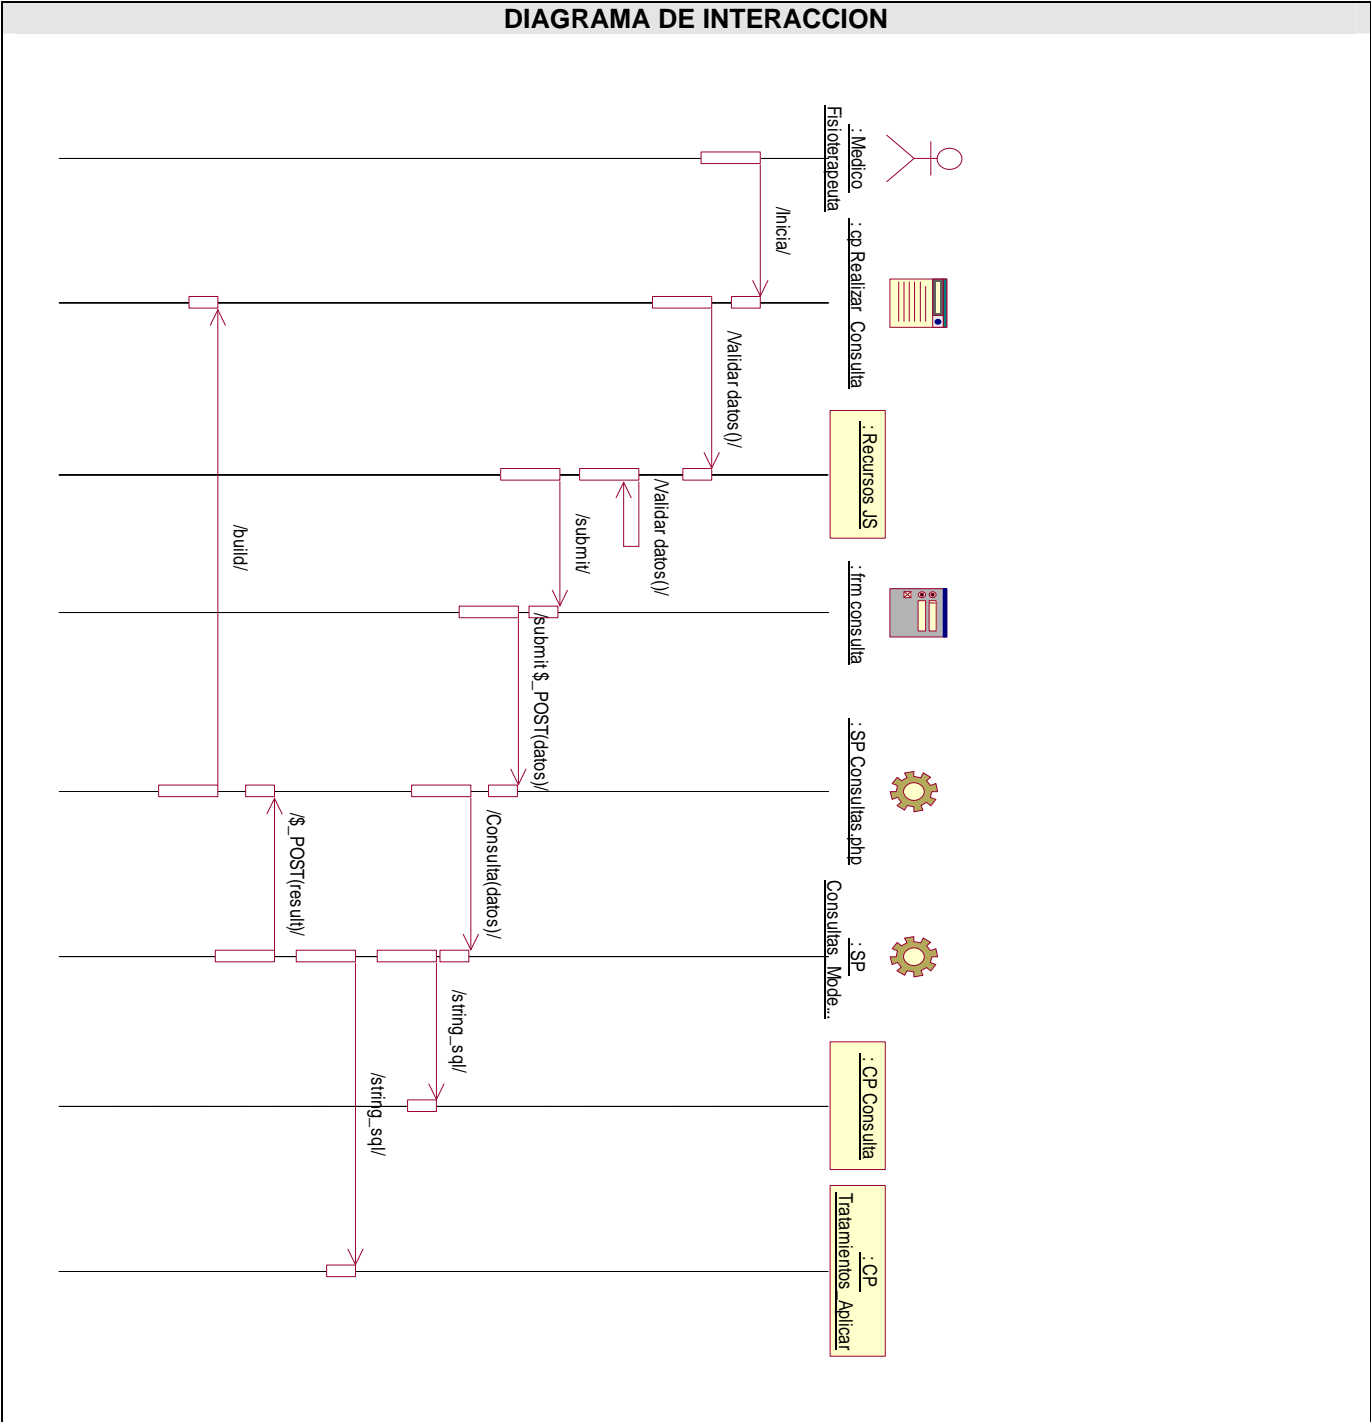 DIAGRAMA DE INTERACCION
: Medico
Fisioterapeuta
: cp Realizar_Consulta
: Recursos JS
: frm consulta
: SP Consultas.php
: SP
Consultas_Mode...
: CP Consulta
: CP
Tratamientos_Aplicar
/Inicia/
/Validar datos()/
/Validar datos()/
/submit/
/submit $_POST(datos)/
/Consulta(datos)/
/string_sql/
/string_sql/
/$_POST(result)/
/build/